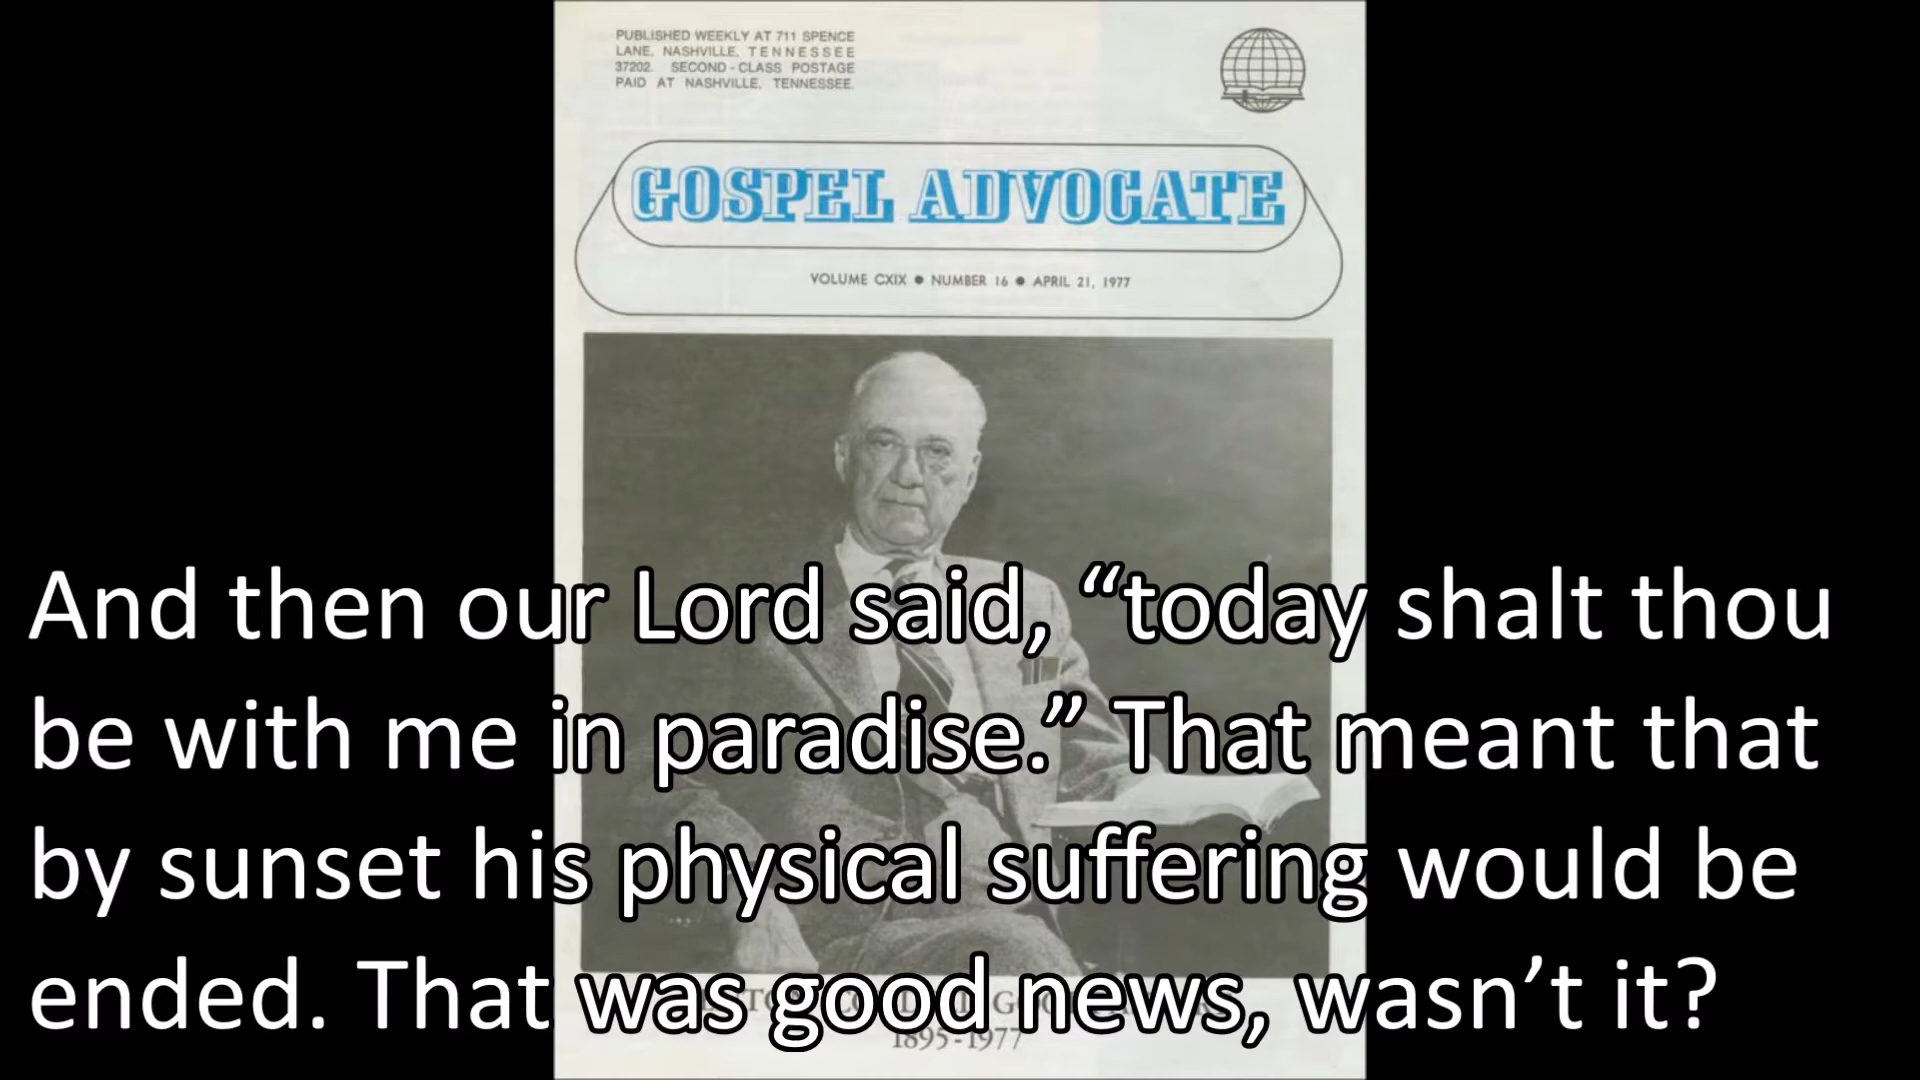 PUBLISHED WEEKLY AT 711 SPENCE
LANE, NASHVILLE, TENNESSEE
37202. SECOND-CLASS POSTAGE
PAID AT NASHVILLE, TENNESSEE.
GOSPEL ADVOCATE
VOLUME CXIX ● NUMBER 16 ● APRIL 21, 1977
And then our Lord said, “today shalt thou
be with me in paradise.” That meant that
by sunset his physical suffering would be
ended. That was good news, wasn’t it?
1895-1977